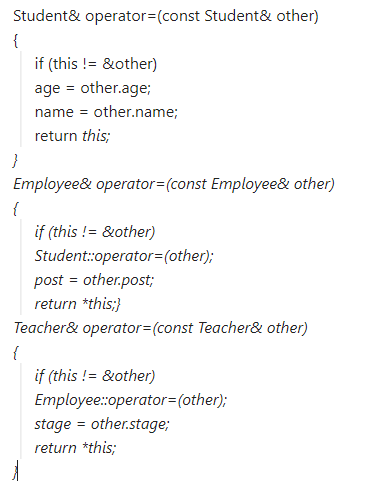 Student& operator=(const Student& other)
{
if (this != &other)
age = other.age;
name = other.name;
return this;
}
Employee& operator=(const Employee& other)
{
if (this != &other)
Student::operator=(other);
post = other.post;
return *this;}
Teacher& operator=(const Teacher& other)
{
if (this != &other)
Employee::operator=(other);
stage = other.stage;
return *this;
}